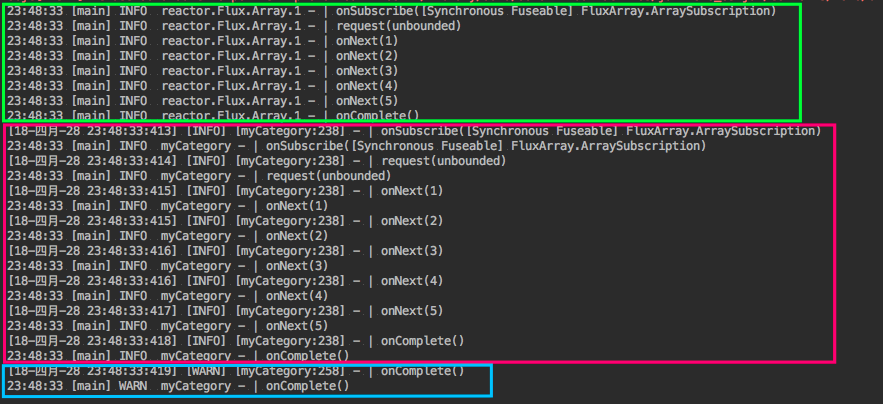 23:48:33 [main] INFO  reactor.Flux.Array.1 - | onSubscribe([Synchronous Fuseable] FluxArray.ArraySubscription)
23:48:33 [main] INFO  reactor.Flux.Array.1 - | request(unbounded)
23:48:33 [main] INFO  reactor.Flux.Array.1 - | onNext(1)
23:48:33 [main] INFO  reactor.Flux.Array.1 - | onNext(2)
23:48:33 [main] INFO  reactor.Flux.Array.1 - | onNext(3)
23:48:33 [main] INFO  reactor.Flux.Array.1 - | onNext(4)
23:48:33 [main] INFO  reactor.Flux.Array.1 - | onNext(5)
23:48:33 [main] INFO  reactor.Flux.Array.1 - | onComplete()
[18-四月-28 23:48:33:413] [INFO] [myCategory:238] - | onSubscribe([Synchronous Fuseable] FluxArray.ArraySubscription)
23:48:33 [main] INFO  myCategory - | onSubscribe([Synchronous Fuseable] FluxArray.ArraySubscription)
[18-四月-28 23:48:33:414] [INFO] [myCategory:238] - | request(unbounded)
23:48:33 [main] INFO  myCategory - | request(unbounded)
[18-四月-28 23:48:33:415] [INFO] [myCategory:238] - | onNext(1)
23:48:33 [main] INFO  myCategory - | onNext(1)
[18-四月-28 23:48:33:415] [INFO] [myCategory:238] - | onNext(2)
23:48:33 [main] INFO  myCategory - | onNext(2)
[18-四月-28 23:48:33:416] [INFO] [myCategory:238] - | onNext(3)
23:48:33 [main] INFO  myCategory - | onNext(3)
[18-四月-28 23:48:33:416] [INFO] [myCategory:238] - | onNext(4)
23:48:33 [main] INFO  myCategory - | onNext(4)
[18-四月-28 23:48:33:417] [INFO] [myCategory:238] - | onNext(5)
23:48:33 [main] INFO  myCategory - | onNext(5)
[18-四月-28 23:48:33:418] [INFO] [myCategory:238] - | onComplete()
23:48:33 [main] INFO  myCategory - | onComplete()
[18-四月-28 23:48:33:419] [WARN] [myCategory:258] - | onComplete()
23:48:33 [main] WARN  myCategory - | onComplete()